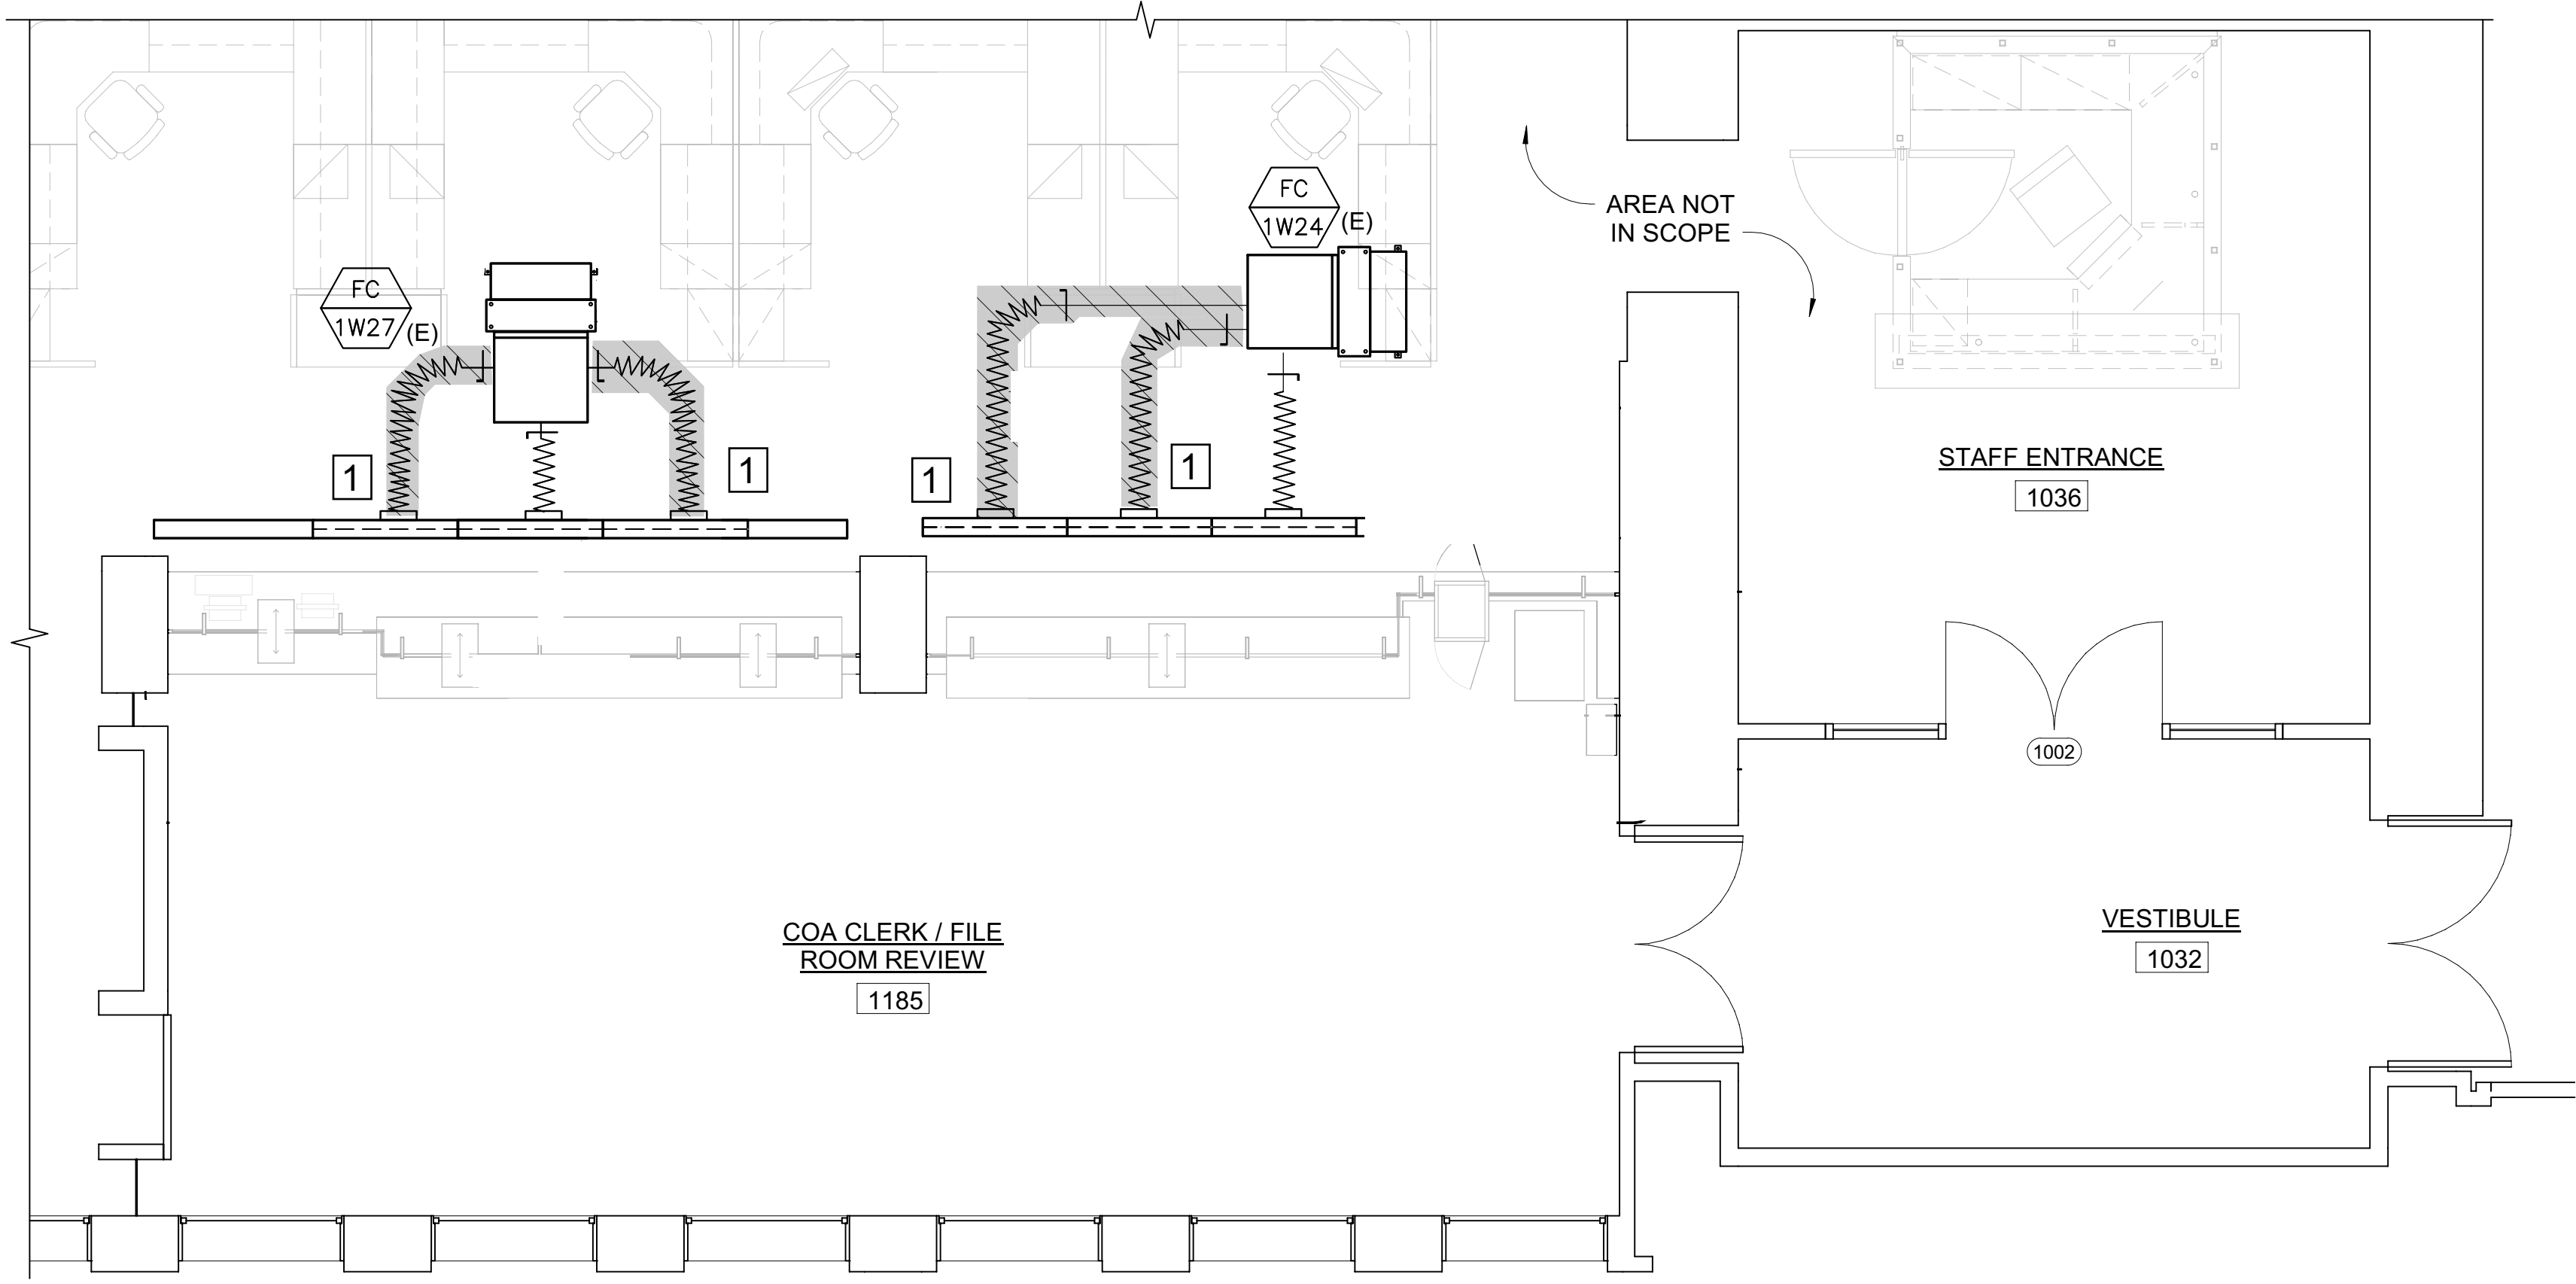 FC
1W24
(E)
AREA NOT
IN SCOPE
FC
1W27
(E)
1
1
1
1
STAFF ENTRANCE
1036
1002
COA CLERK / FILE
ROOM REVIEW
1185
VESTIBULE
1032